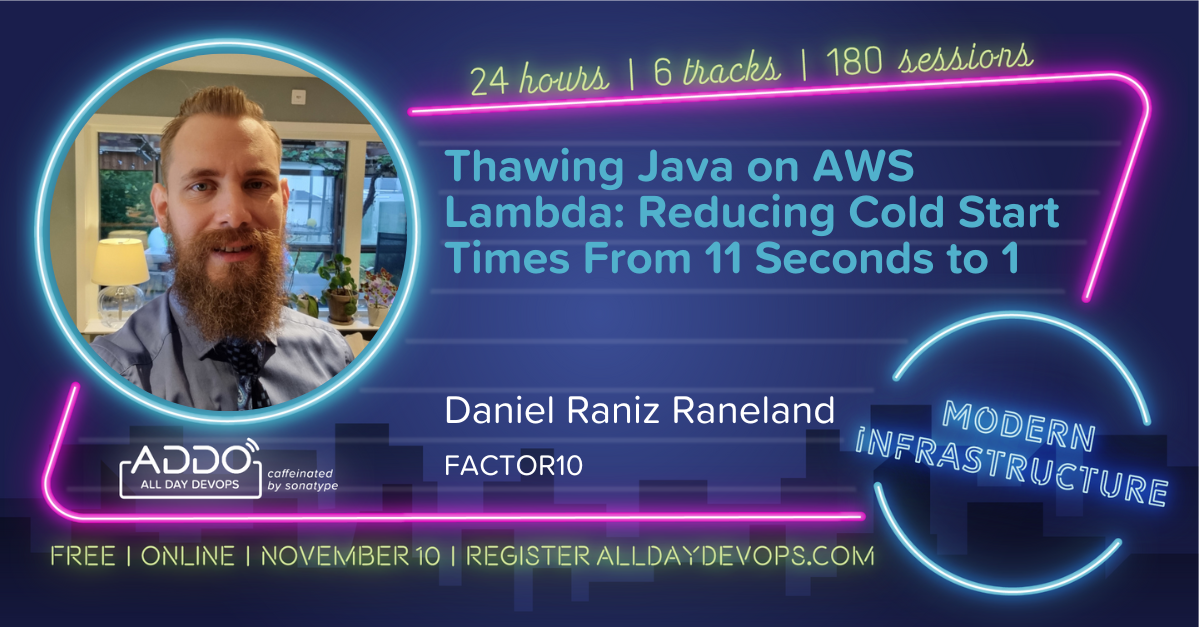 24 hours | 6 tracks | 180 sessions
Thawing Java on AWS
Lambda: Reducing Cold Start
Times From 11 Seconds to 1
Daniel Raniz Raneland
FACTOR10
MODERN
iNFRASTRUCTURE
ADDO
ALL DAY DEVOPS
caffeinated
by sonatype
FREE | ONLINE | NOVEMBER 10 | REGISTER ALLDAYDEVOPS.COM